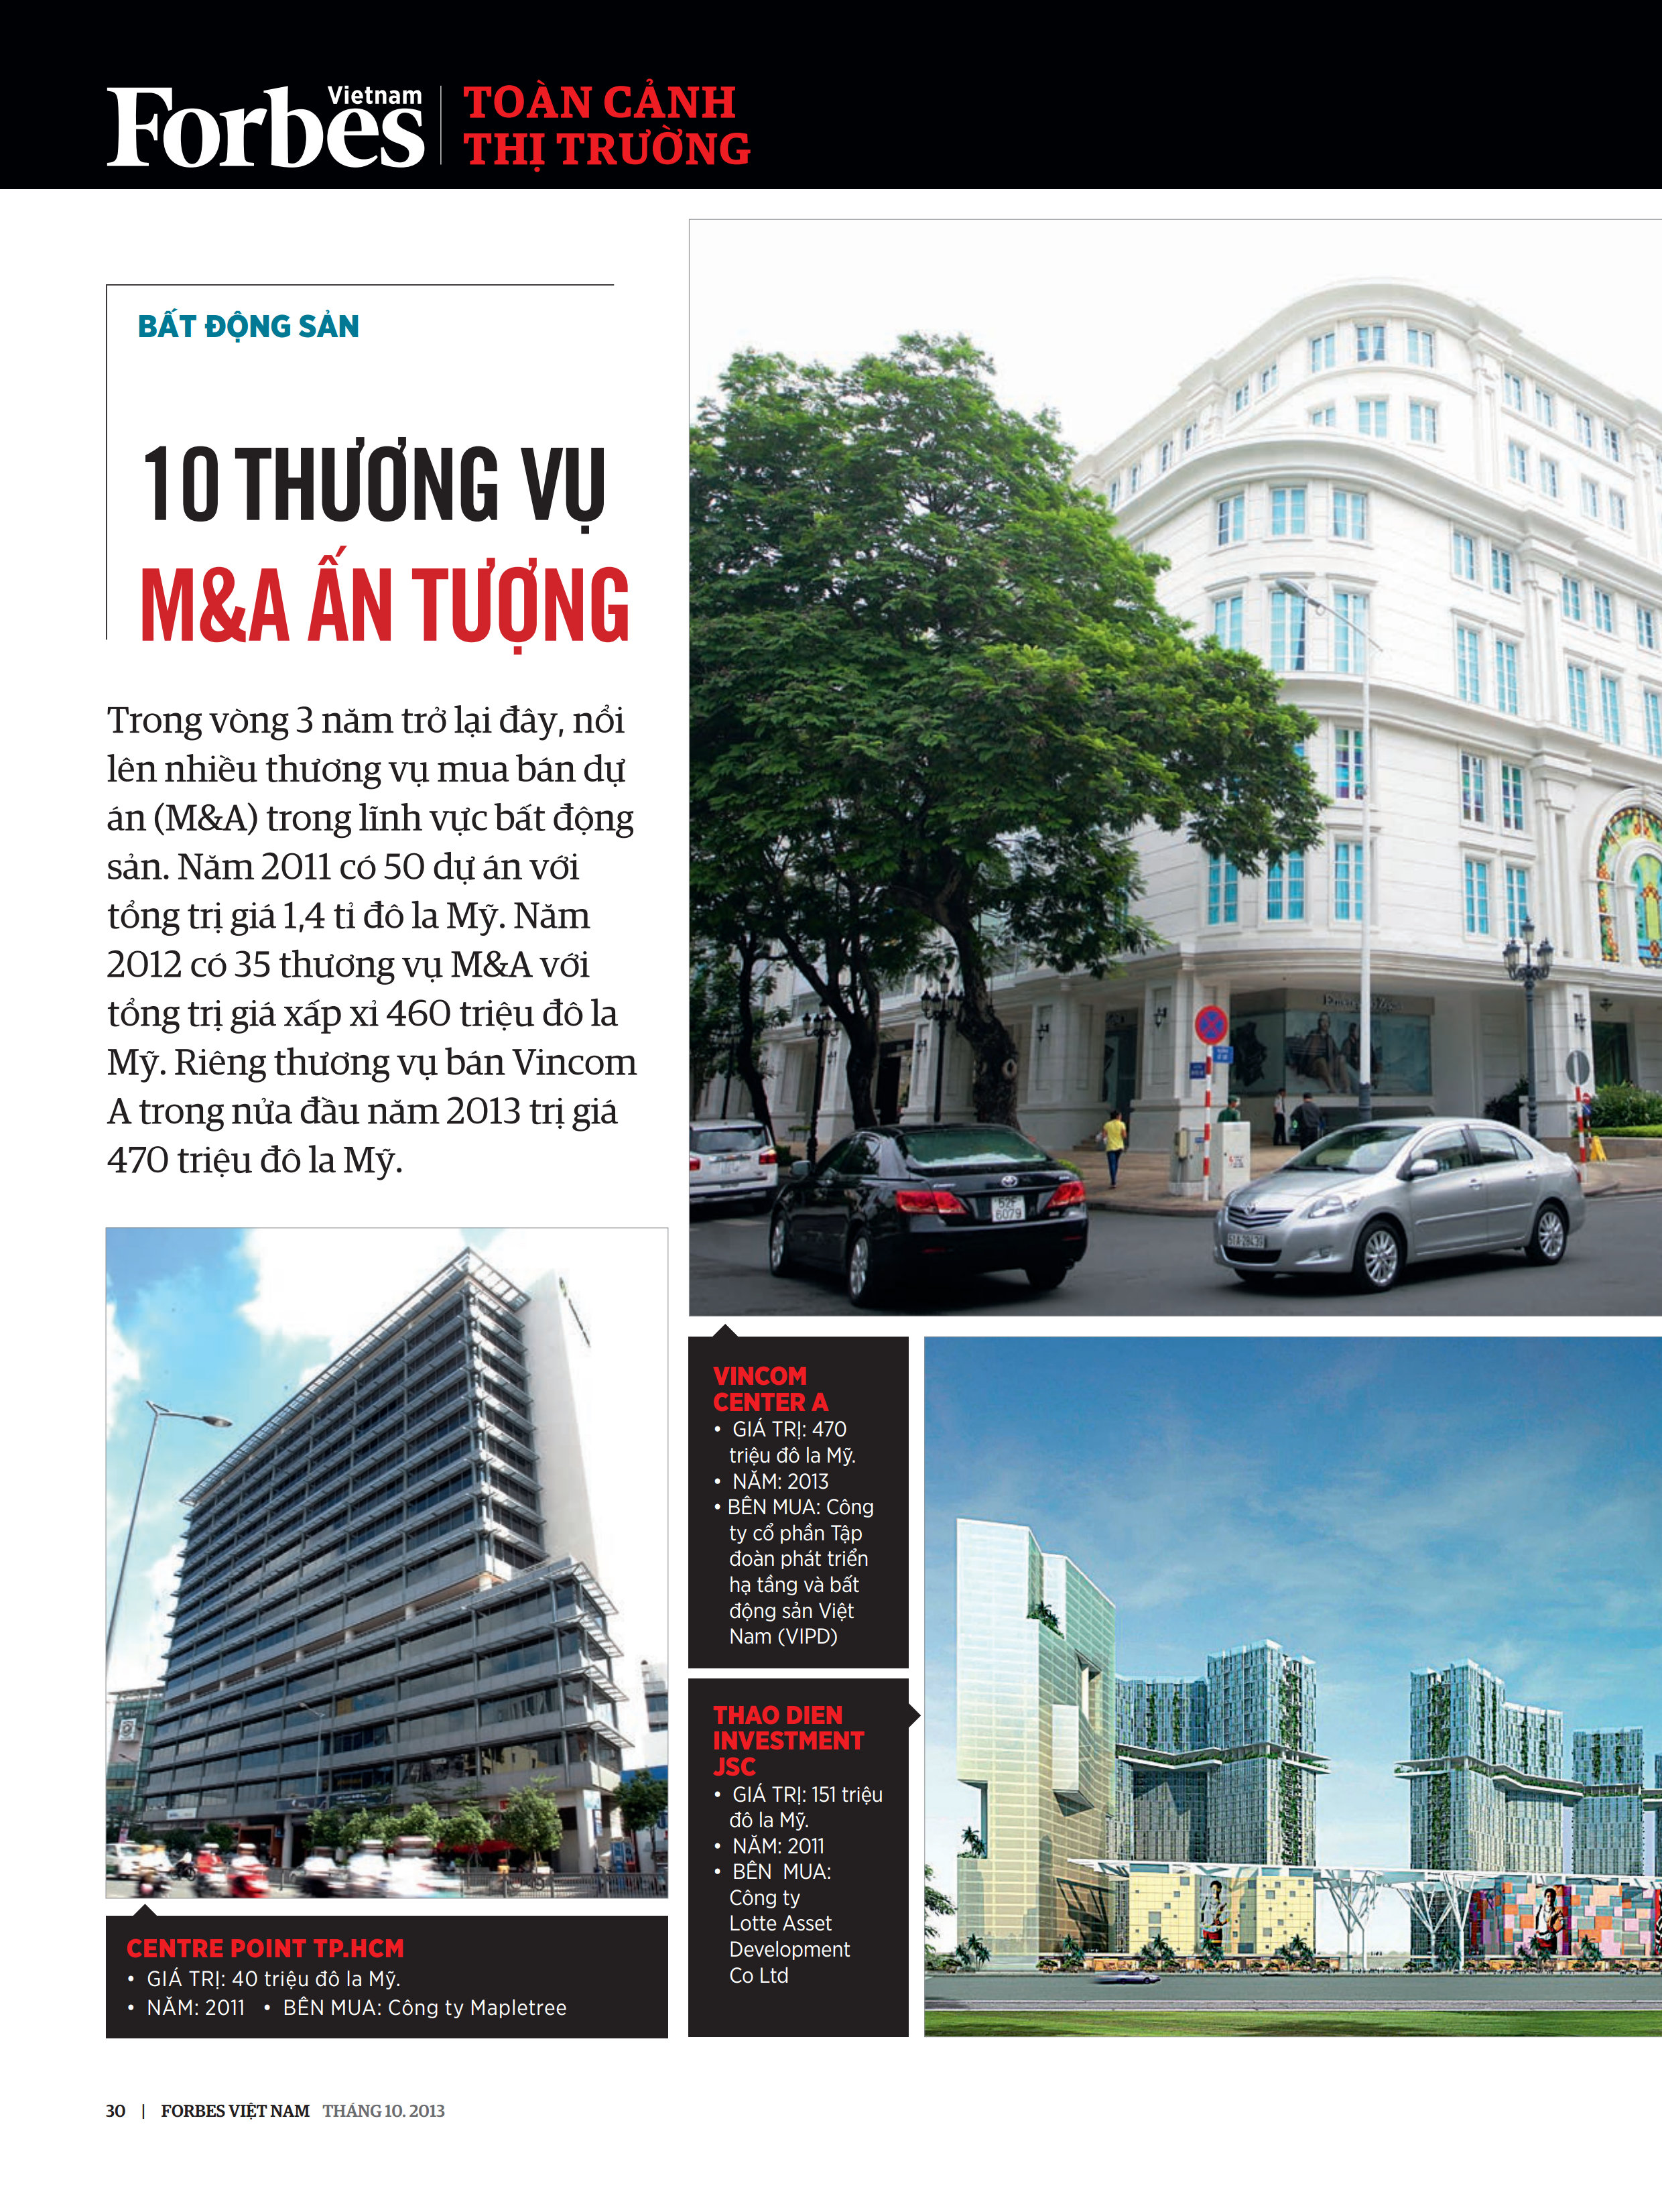 Forbes
Vietnam
TOÀN CẢNH
THỊ TRƯỜNG
BẤT ĐỘNG SẢN
10 THƯƠNG VỤ
M&A ẤN TƯỢNG
Trong vòng 3 năm trở lại đây, nổi
lên nhiều thương vụ mua bán dự
án (M&A) trong lĩnh vực bất động
sản. Năm 2011 có 50 dự án với
tổng trị giá 1,4 tỉ đô la Mỹ. Năm
2012 có 35 thương vụ M&A với
tổng trị giá xấp xỉ 460 triệu đô la
Mỹ. Riêng thương vụ bán Vincom
A trong nửa đầu năm 2013 trị giá
470 triệu đô la Mỹ.
52F
6079
51A-284.39
VINCOM
CENTER A
• GIÁ TRỊ: 470
triệu đô la Mỹ.
• NĂM: 2013
• BÊN MUA: Công
ty cổ phần Tập
đoàn phát triển
hạ tầng và bất
động sản Việt
Nam (VIPD)
THAO DIEN
INVESTMENT
JSC
• GIÁ TRỊ: 151 triệu
đô la Mỹ.
• NĂM: 2011
• BÊN MUA:
Công ty
Lotte Asset
Development
Co Ltd
CENTRE POINT TP.HCM
• GIÁ TRỊ: 40 triệu đô la Mỹ.
• NĂM: 2011 • BÊN MUA: Công ty Mapletree
30 | FORBES VIỆT NAM THÁNG 10. 2013